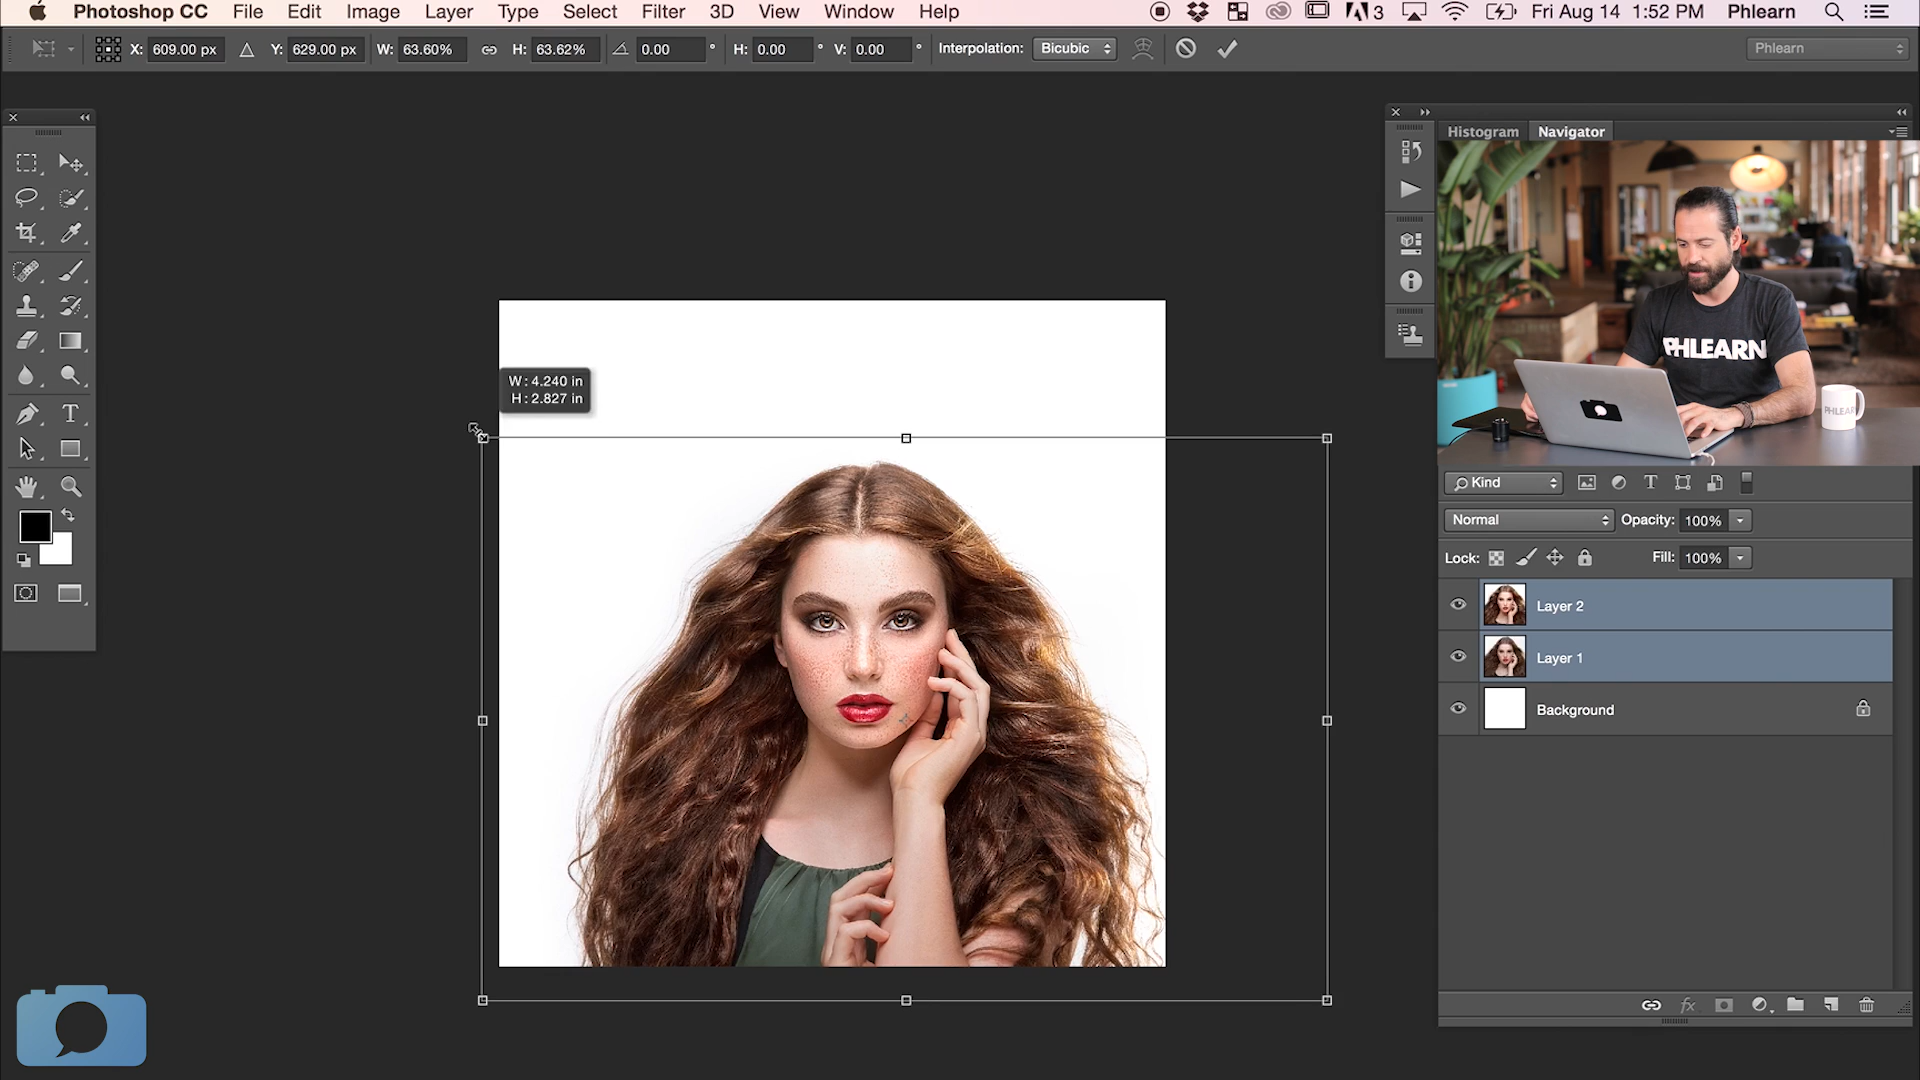 Photoshop CC File Edit Image Layer Type Select Filter 3D View Window Help 3 Fri Aug 14 1:52 PM Phlearn
X: 609.00 px Y: 629.00 px W: 63.60% H: 63.62% 0.00 ° H: 0.00 ° V: 0.00 ° Interpolation: Bicubic Phlearn
Histogram Navigator
W: 4.240 in
H: 2.827 in
PHLEARN
PHLEARN
Kind
Normal Opacity: 100%
Lock: Fill: 100%
Layer 2
Layer 1
Background